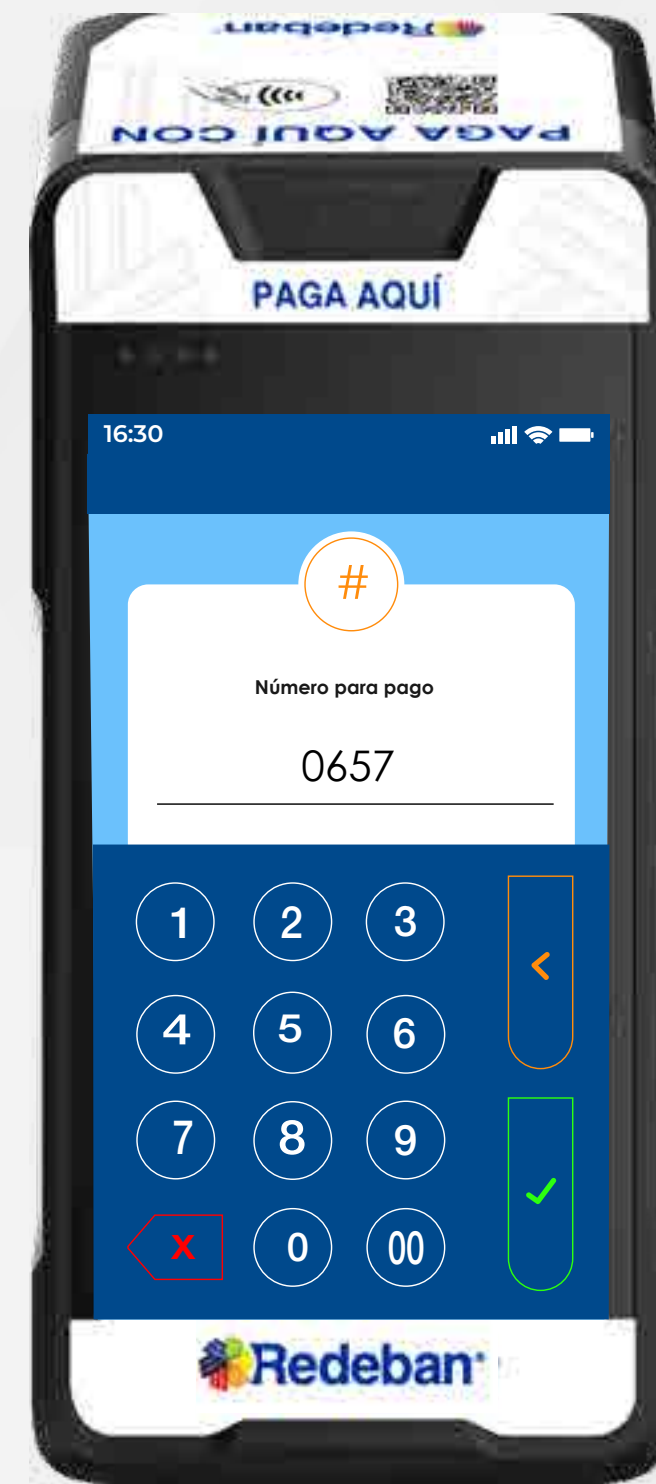 Redeban
PAGA AQUÍ CON
PAGA AQUÍ
16:30
#
Número para pago
0657
1 2 3
<
4 5 6
7 8 9
X 0 00
Redeban